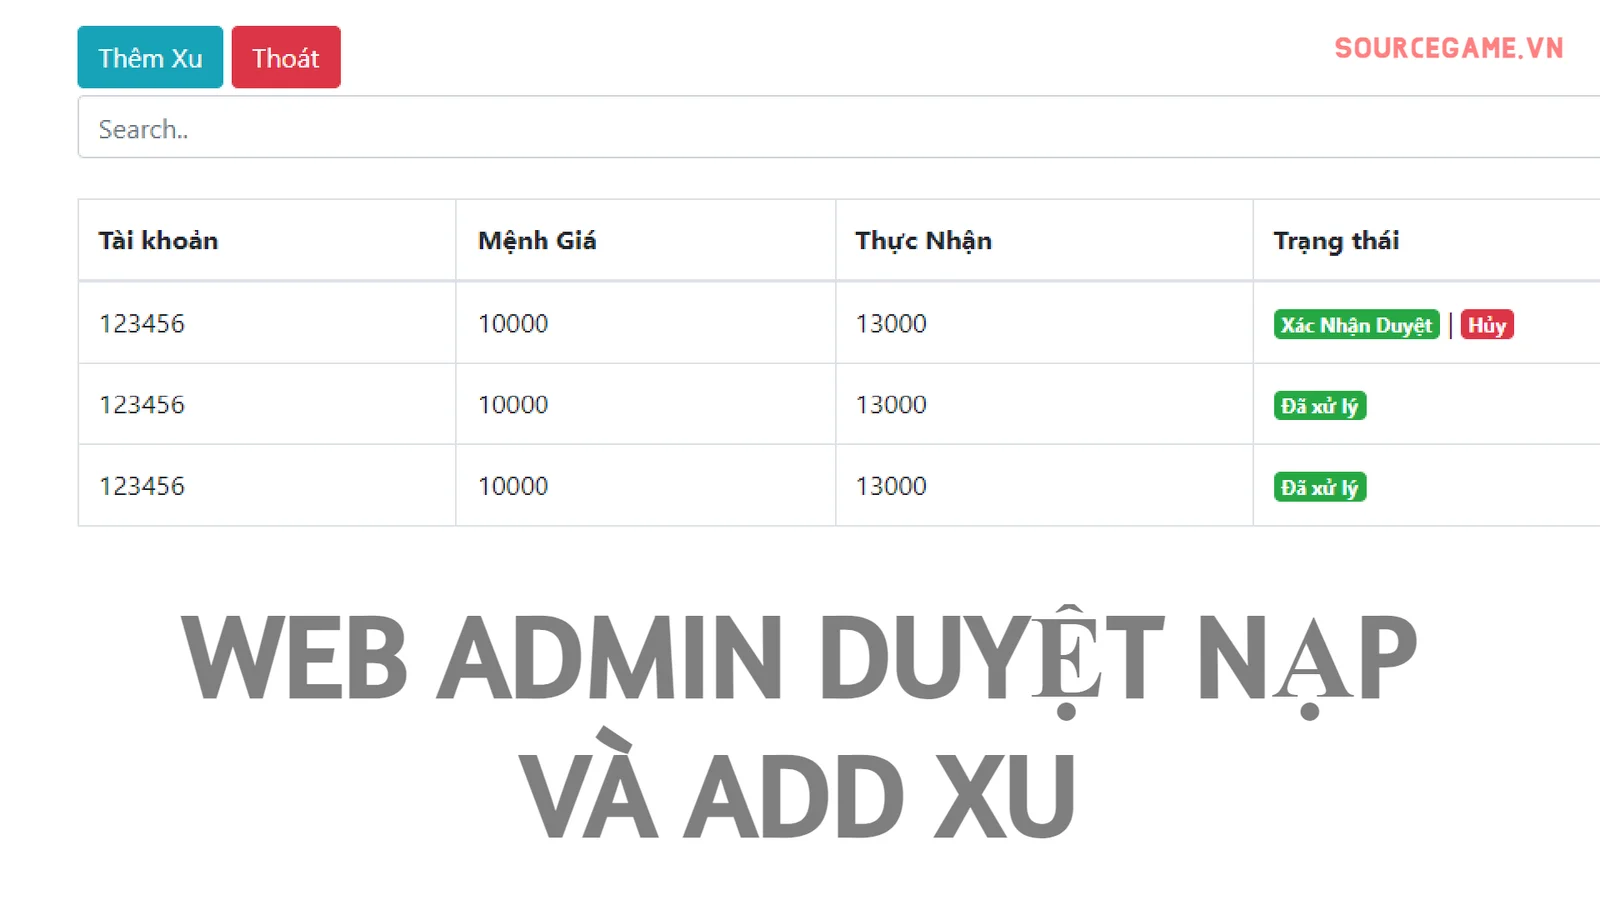 Thêm Xu Thoát SOURCEGAME.VN
Search..
Tài khoản Mệnh Giá Thực Nhận Trạng thái
123456 10000 13000 Xác Nhận Duyệt | Hủy
123456 10000 13000 Đã xử lý
123456 10000 13000 Đã xử lý
WEB ADMIN DUYỆT NẠP
VÀ ADD XU